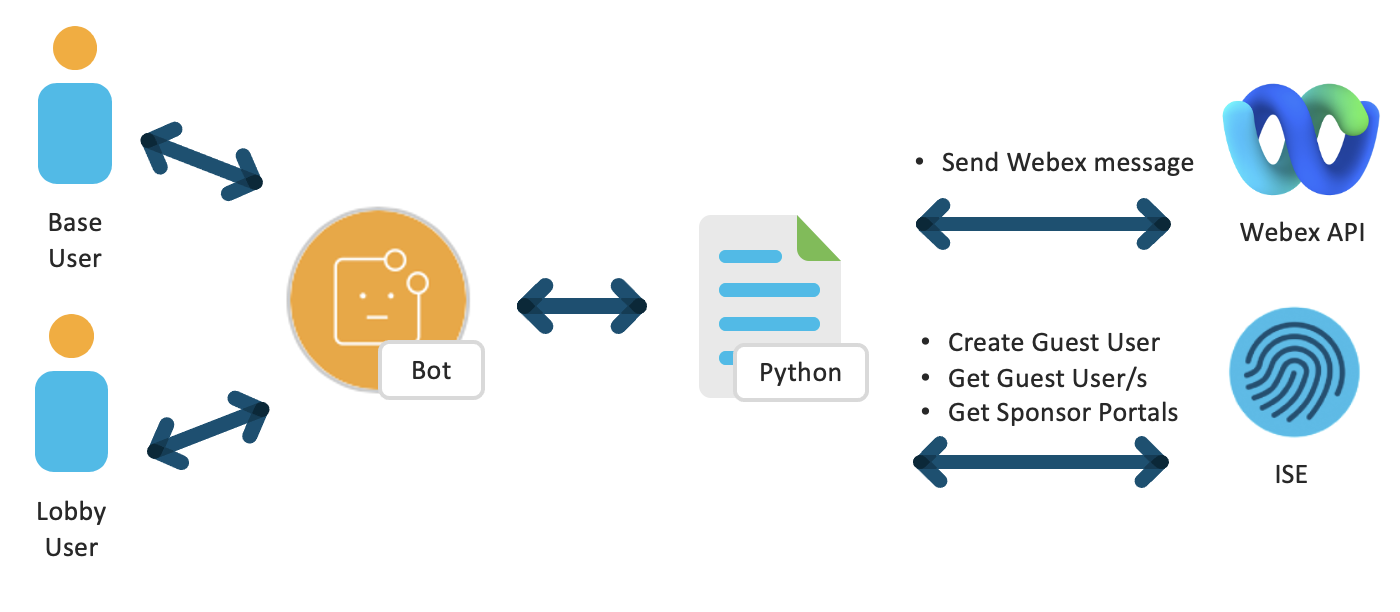 Base
User
Lobby
User
Bot
Python
• Send Webex message
Webex API
• Create Guest User
• Get Guest User/s
• Get Sponsor Portals
ISE